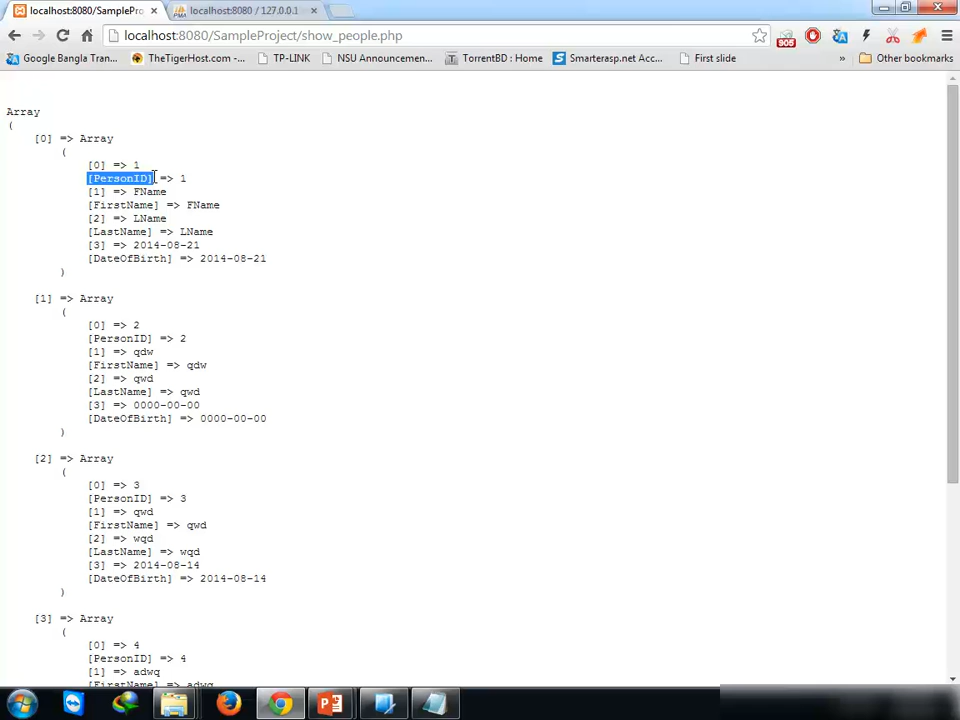 localhost:8080/SamplePro
localhost:8080 / 127.0.0.1
localhost:8080/SampleProject/show_people.php
905
Google Bangla Tran...
TheTigerHost.com -...
TP-LINK
NSU Announcemen...
TorrentBD : Home
Smarterasp.net Acc...
First slide
»
Other bookmarks
Array
(
[0] => Array
(
[0] => 1
[PersonID] => 1
[1] => FName
[FirstName] => FName
[2] => LName
[LastName] => LName
[3] => 2014-08-21
[DateOfBirth] => 2014-08-21
)
[1] => Array
(
[0] => 2
[PersonID] => 2
[1] => qdw
[FirstName] => qdw
[2] => qwd
[LastName] => qwd
[3] => 0000-00-00
[DateOfBirth] => 0000-00-00
)
[2] => Array
(
[0] => 3
[PersonID] => 3
[1] => qwd
[FirstName] => qwd
[2] => wqd
[LastName] => wqd
[3] => 2014-08-14
[DateOfBirth] => 2014-08-14
)
[3] => Array
(
[0] => 4
[PersonID] => 4
[1] => adwq
[FirstName] => adwq